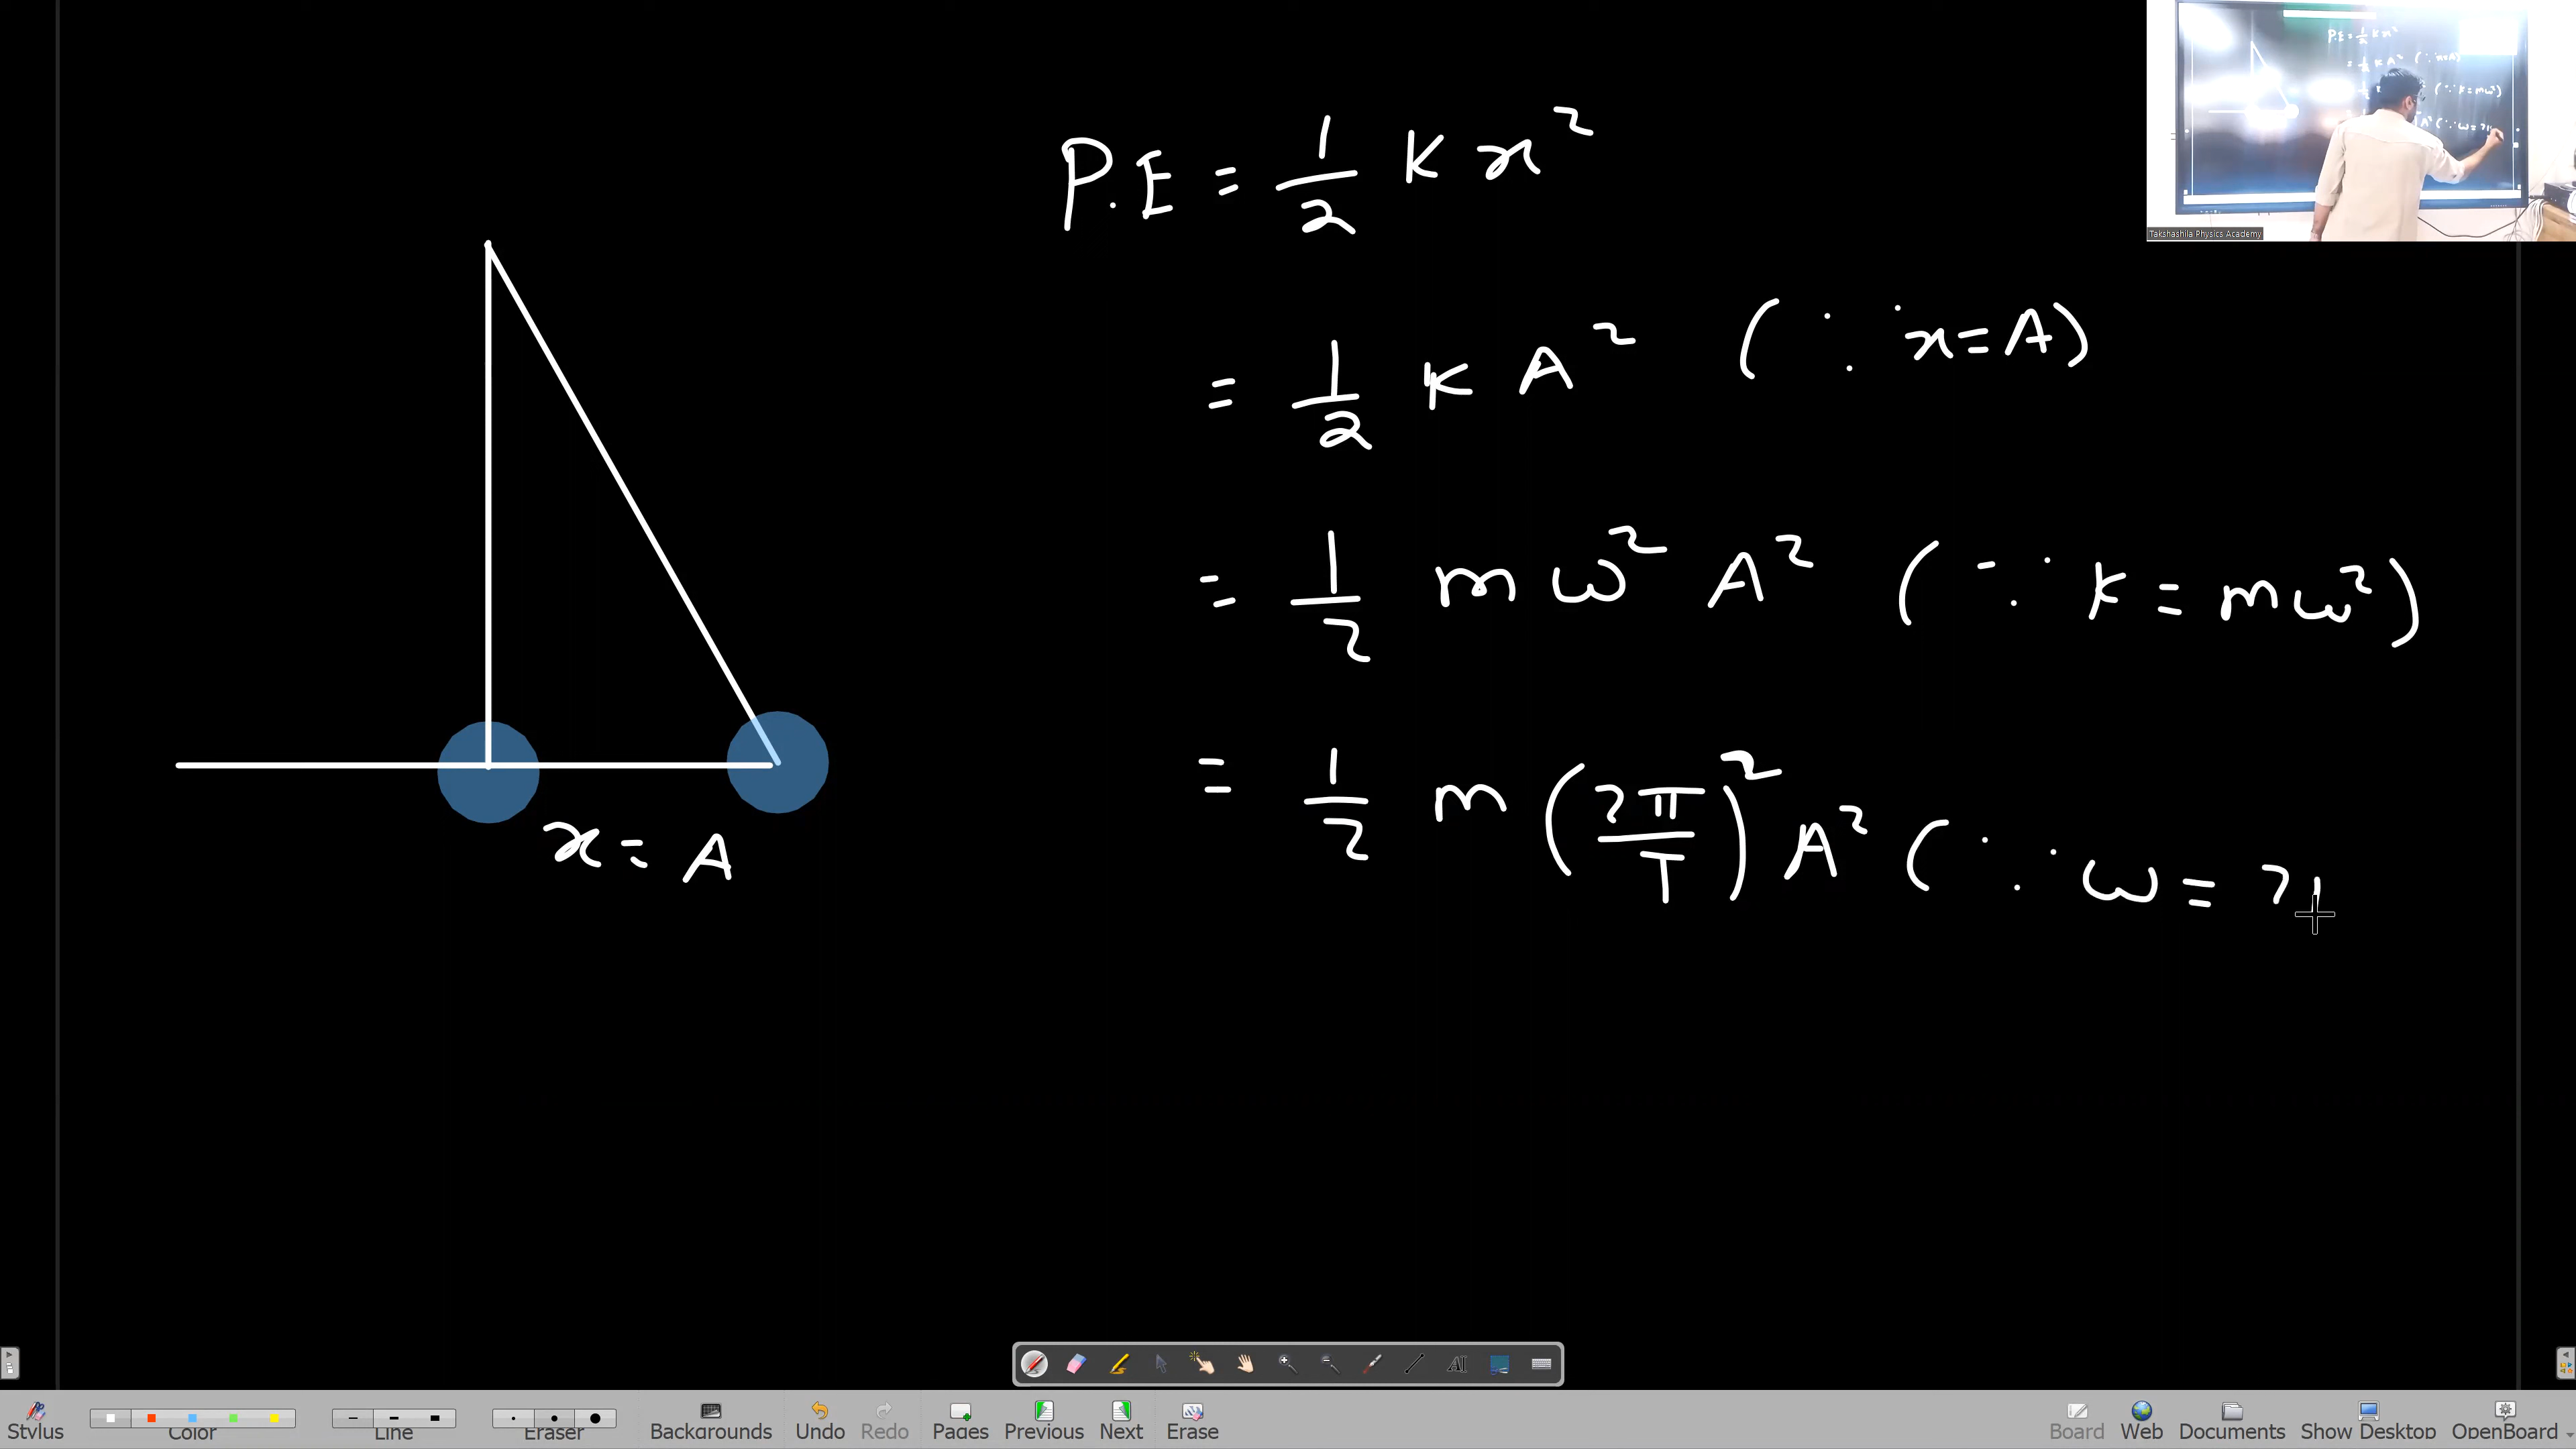 P.E = 1/2 K x²
= 1/2 K A² (∵ x = A)
= 1/2 m ω² A² (∵ K = mω²)
= 1/2 m (2π/T)² A² (∵ ω = 2
x = A
Takshashila Physics Academy
Stylus
Color
Line
Eraser
Backgrounds
Undo
Redo
Pages
Previous
Next
Erase
Board
Web
Documents
Show Desktop
OpenBoard